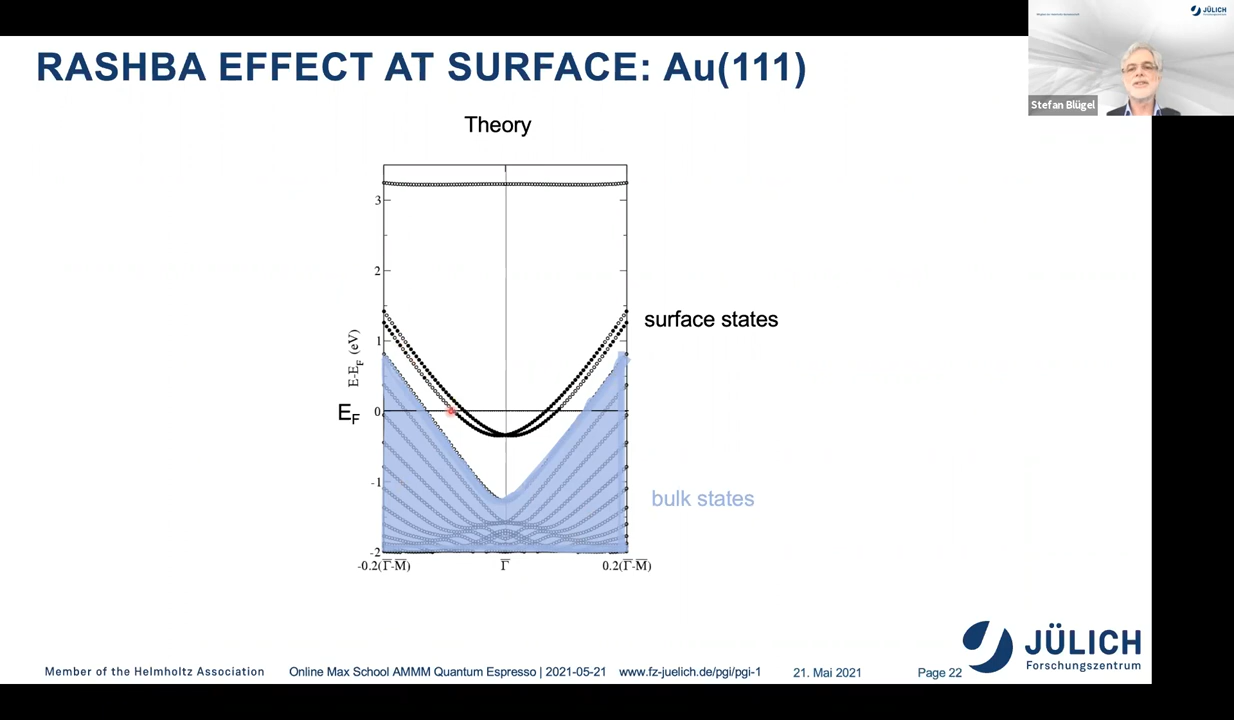 JÜLICH
Forschungszentrum
Stefan Blügel
RASHBA EFFECT AT SURFACE: Au(111)
Theory
3
2
1
0
-1
-2
E-E_F (eV)
E_F
surface states
bulk states
-0.2(Γ̅-M̅)
Γ̅
0.2(Γ̅-M̅)
JÜLICH
Forschungszentrum
Member of the Helmholtz Association
Online Max School AMMM Quantum Espresso | 2021-05-21
www.fz-juelich.de/pgi/pgi-1
21. Mai 2021
Page 22